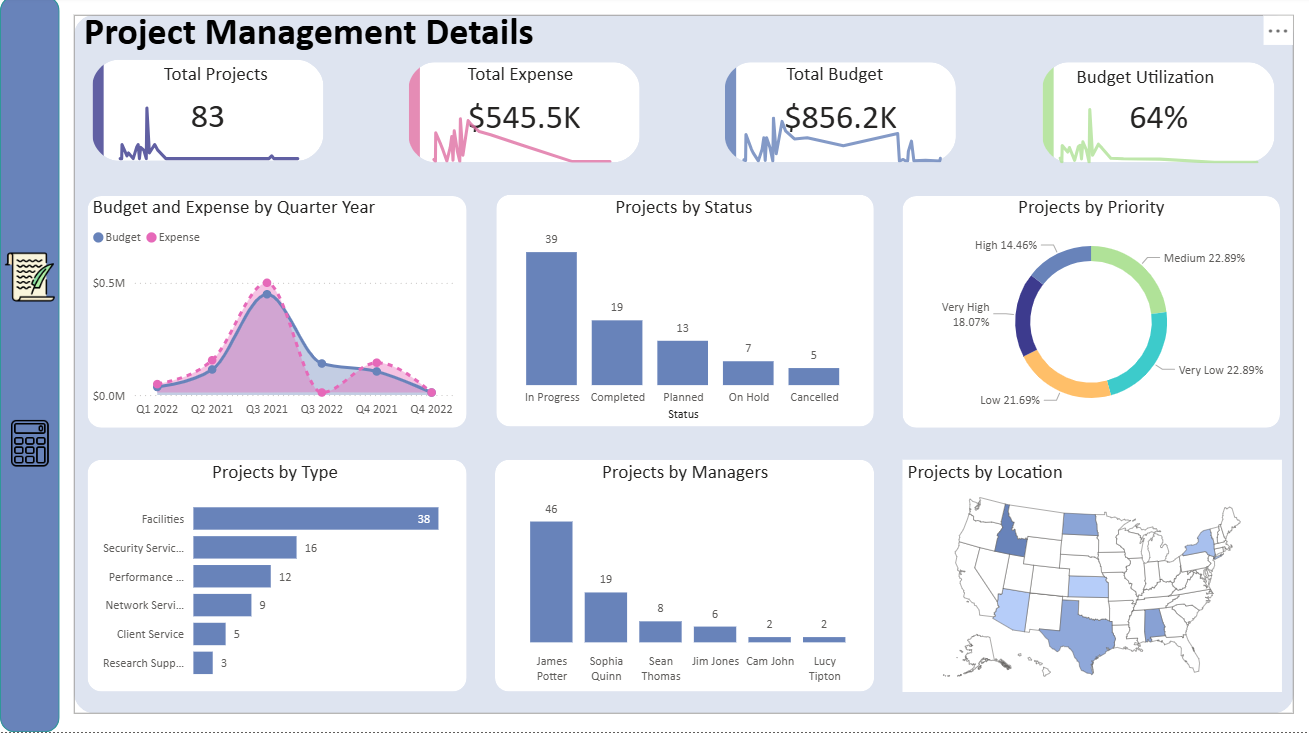 Project Management Details
Total Projects
83
Total Expense
$545.5K
Total Budget
$856.2K
Budget Utilization
64%
Budget and Expense by Quarter Year
Budget
Expense
$0.5M
$0.0M
Q1 2022
Q2 2021
Q3 2021
Q3 2022
Q4 2021
Q4 2022
Projects by Status
39
19
13
7
5
In Progress
Completed
Planned
On Hold
Cancelled
Status
Projects by Priority
High 14.46%
Medium 22.89%
Very High
18.07%
Very Low 22.89%
Low 21.69%
Projects by Type
Facilities
38
Security Servic...
16
Performance ...
12
Network Servi...
9
Client Service
5
Research Supp...
3
Projects by Managers
46
19
8
6
2
2
James
Potter
Sophia
Quinn
Sean
Thomas
Jim Jones
Cam John
Lucy
Tipton
Projects by Location